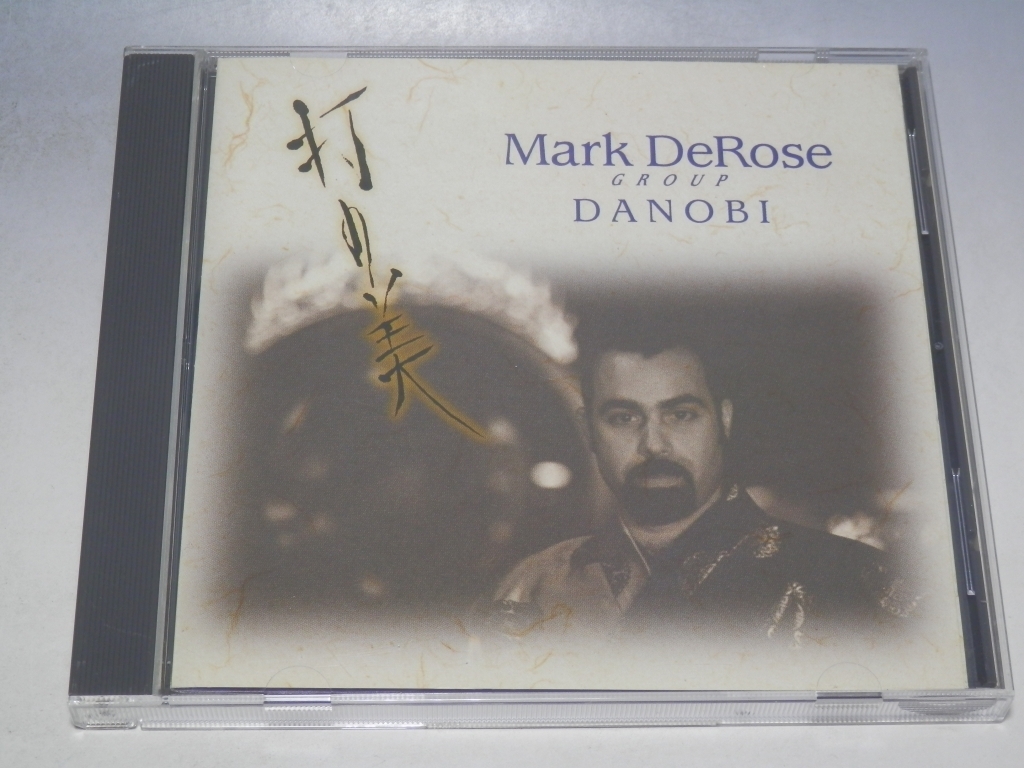 打 美
Mark DeRose
GROUP
DANOBI